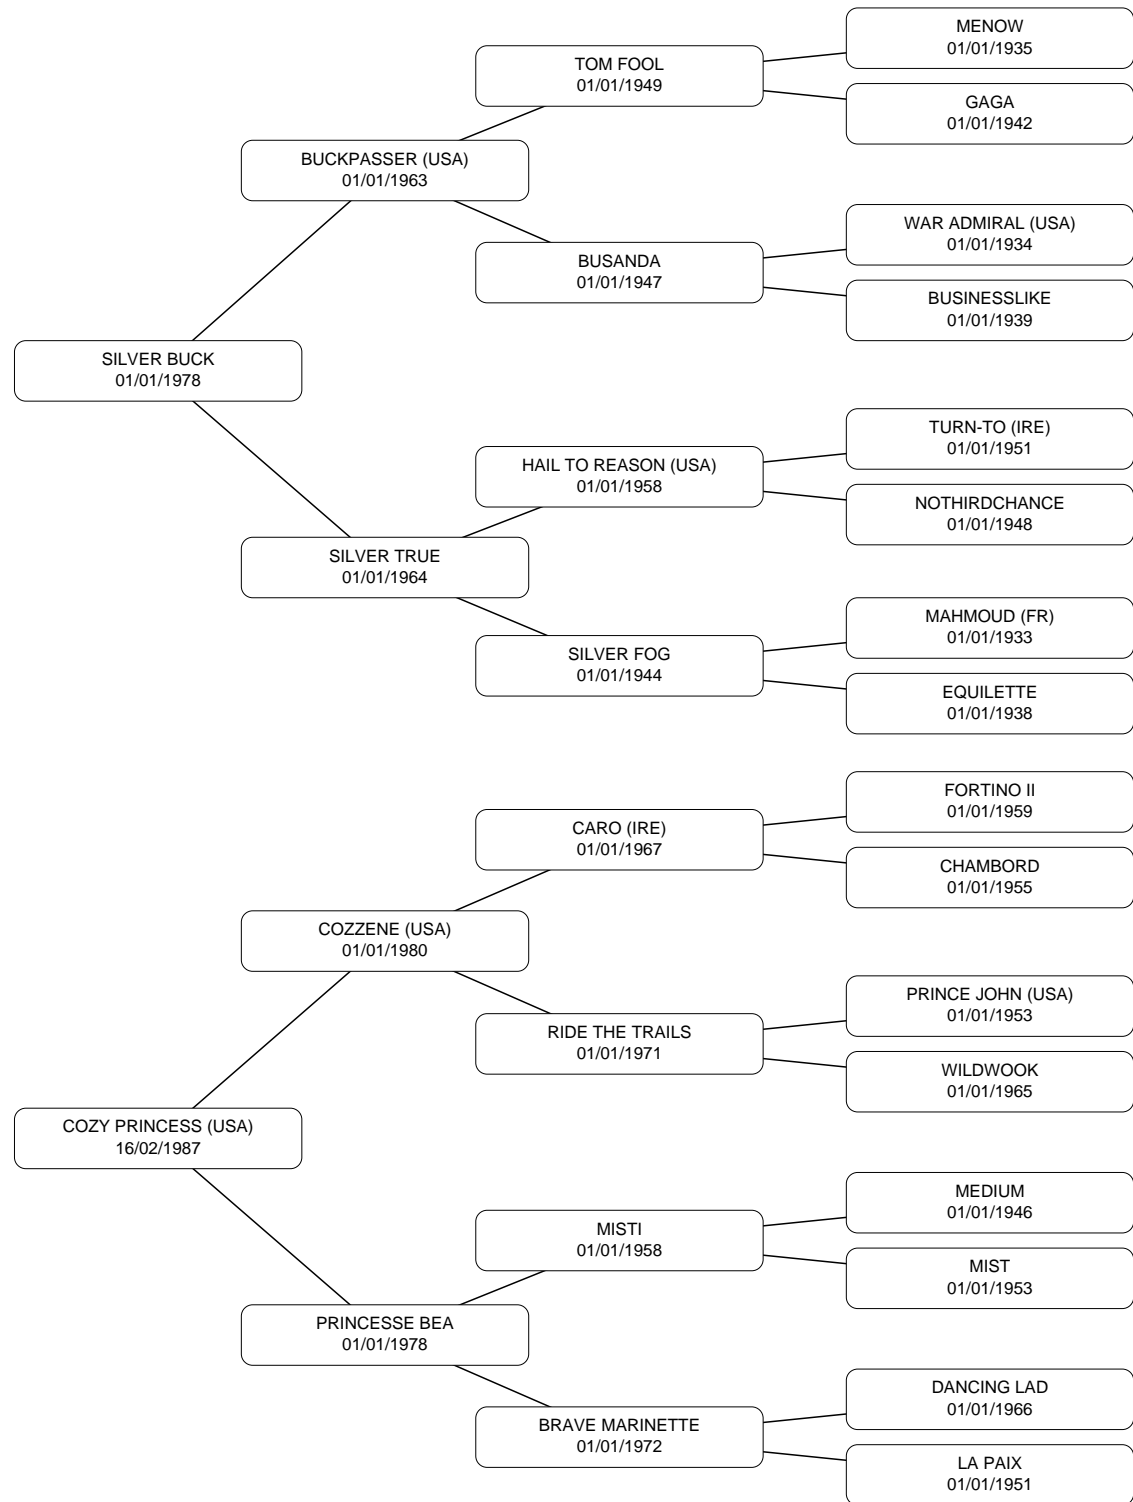 MENOW
01/01/1935
TOM FOOL
01/01/1949
GAGA
01/01/1942
BUCKPASSER (USA)
01/01/1963
WAR ADMIRAL (USA)
01/01/1934
BUSANDA
01/01/1947
BUSINESSLIKE
01/01/1939
SILVER BUCK
01/01/1978
TURN-TO (IRE)
01/01/1951
HAIL TO REASON (USA)
01/01/1958
NOTHIRDCHANCE
01/01/1948
SILVER TRUE
01/01/1964
MAHMOUD (FR)
01/01/1933
SILVER FOG
01/01/1944
EQUILETTE
01/01/1938
FORTINO II
01/01/1959
CARO (IRE)
01/01/1967
CHAMBORD
01/01/1955
COZZENE (USA)
01/01/1980
PRINCE JOHN (USA)
01/01/1953
RIDE THE TRAILS
01/01/1971
WILDWOOK
01/01/1965
COZY PRINCESS (USA)
16/02/1987
MEDIUM
01/01/1946
MISTI
01/01/1958
MIST
01/01/1953
PRINCESSE BEA
01/01/1978
DANCING LAD
01/01/1966
BRAVE MARINETTE
01/01/1972
LA PAIX
01/01/1951